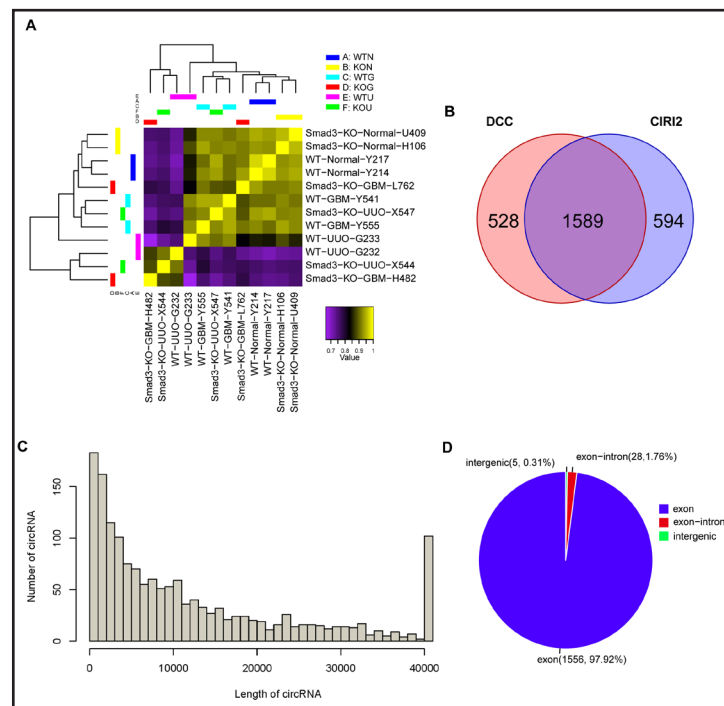 A
A: WTN
B: KON
C: WTG
D: KOG
E: WTU
F: KOU
Smad3-KO-Normal-U409
Smad3-KO-Normal-H106
WT-Normal-Y217
WT-Normal-Y214
Smad3-KO-GBM-L762
WT-GBM-Y541
Smad3-KO-UUO-X547
WT-GBM-Y555
WT-UUO-G233
WT-UUO-G232
Smad3-KO-UUO-X544
Smad3-KO-GBM-H482
Smad3-KO-GBM-H482
Smad3-KO-UUO-X544
WT-UUO-G232
WT-UUO-G233
WT-GBM-Y555
Smad3-KO-UUO-X547
WT-GBM-Y541
Smad3-KO-GBM-L762
WT-Normal-Y214
WT-Normal-Y217
Smad3-KO-Normal-H106
Smad3-KO-Normal-U409
0.7 0.8 0.9 1
Value
B
DCC CIRI2
528 1589 594
C
Number of circRNA
0 50 100 150
0 10000 20000 30000 40000
Length of circRNA
D
exon-intron(28,1.76%)
intergenic(5, 0.31%)
exon
exon-intron
intergenic
exon(1556, 97.92%)